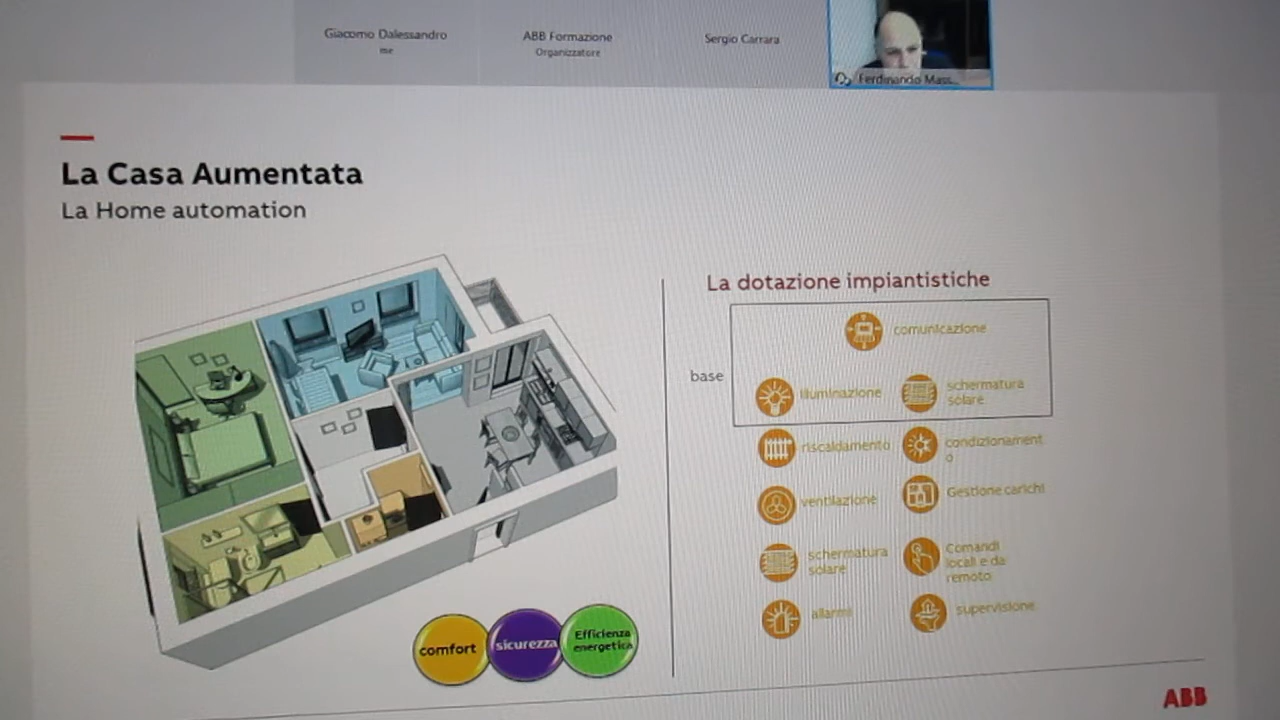 Giacomo Dalessandro
me
ABB Formazione
Organizzatore
Sergio Carrara
Ferdinando Mass...
La Casa Aumentata
La Home automation
La dotazione impiantistiche
base
comunicazione
illuminazione
schermatura
solare
riscaldamento
condizionament
o
ventilazione
Gestione carichi
schermatura
solare
Comandi
locali e da
remoto
allarmi
supervisione
comfort
sicurezza
Efficienza
energetica
ABB